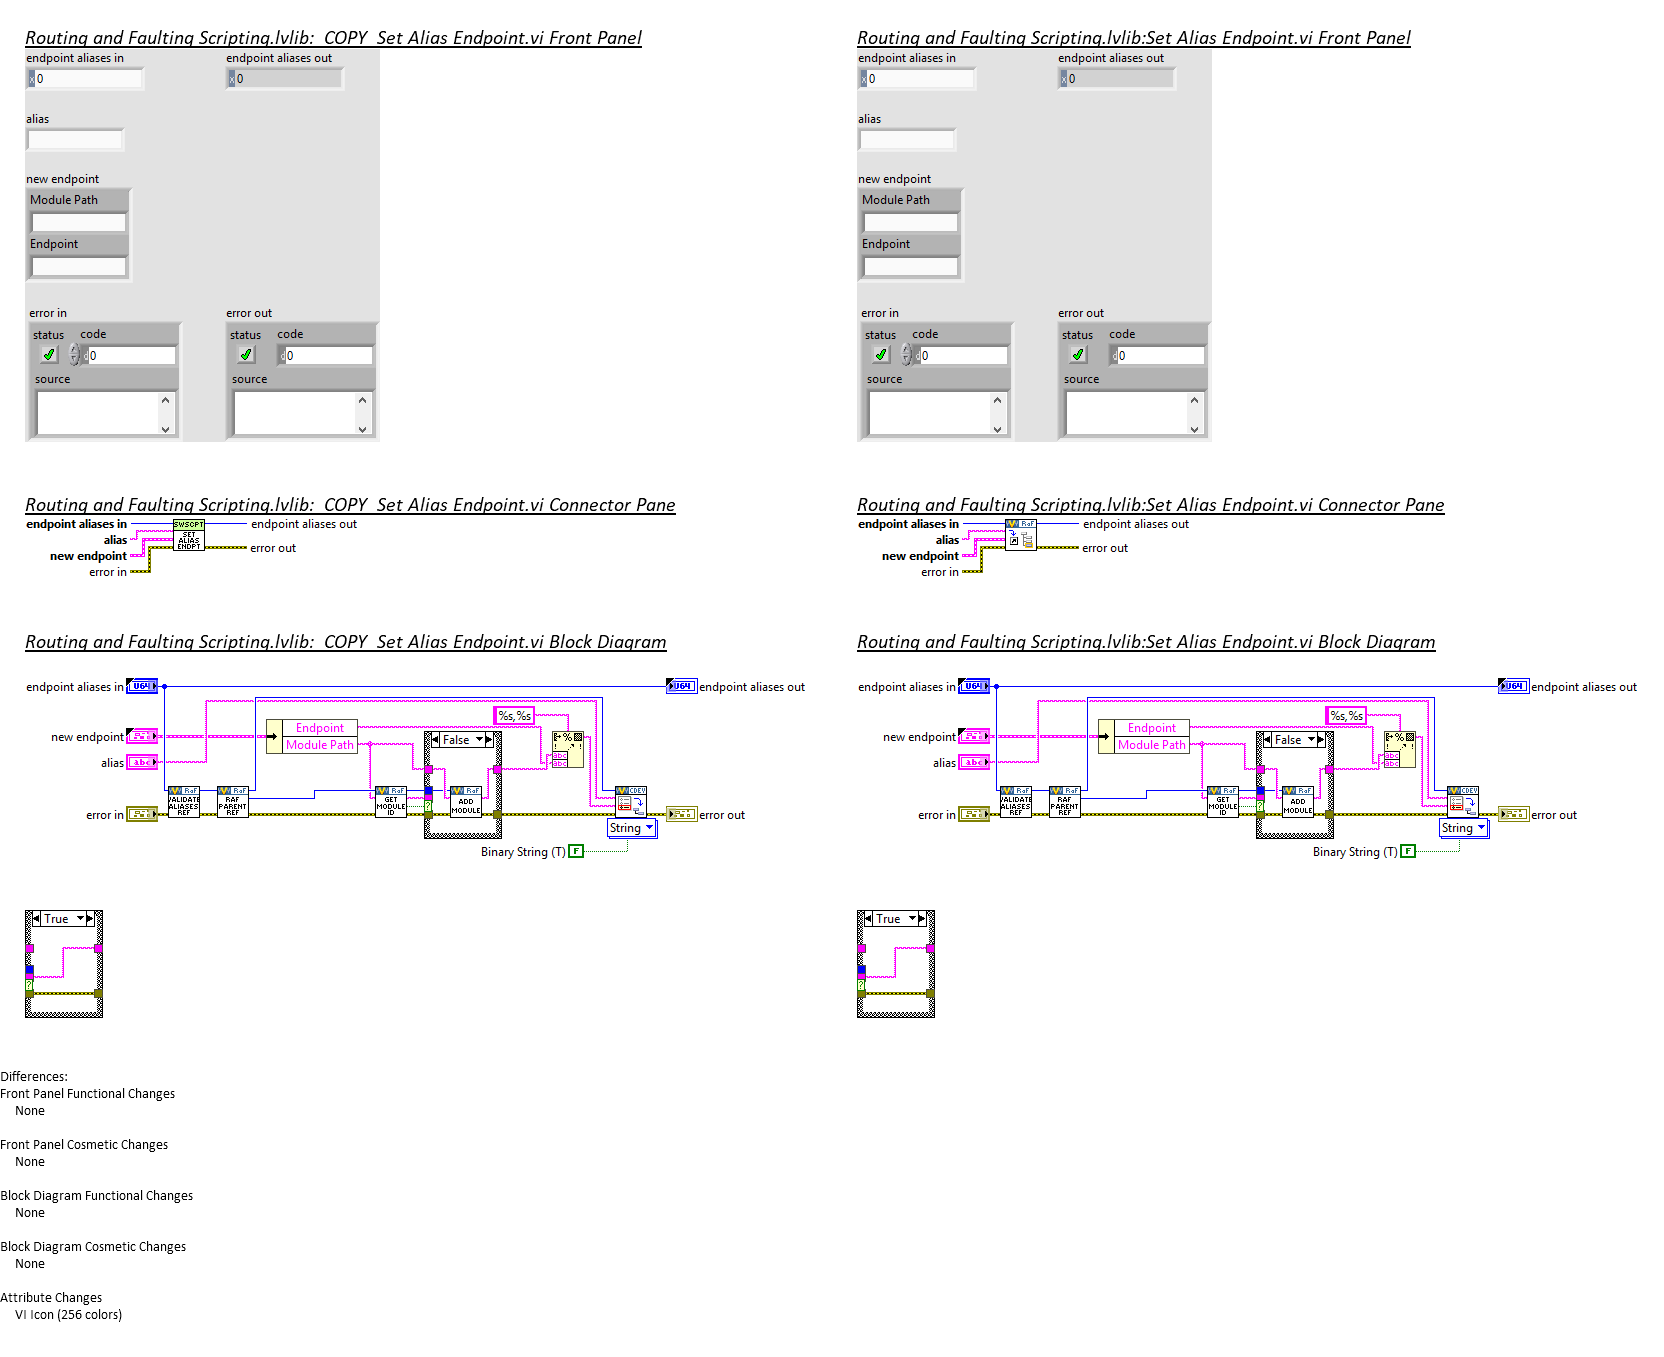 Routing and Faulting Scripting.lvlib:  COPY  Set Alias Endpoint.vi Front Panel
endpoint aliases in
endpoint aliases out
x 0
x 0
alias
new endpoint
Module Path
Endpoint
error in
error out
status
code
status
code
d 0
d 0
source
source
Routing and Faulting Scripting.lvlib:Set Alias Endpoint.vi Front Panel
endpoint aliases in
endpoint aliases out
x 0
x 0
alias
new endpoint
Module Path
Endpoint
error in
error out
status
code
status
code
d 0
d 0
source
source
Routing and Faulting Scripting.lvlib:  COPY  Set Alias Endpoint.vi Connector Pane
endpoint aliases in
SWSCPT
SET
ALIAS
ENDPT
endpoint aliases out
alias
new endpoint
error out
error in
Routing and Faulting Scripting.lvlib:Set Alias Endpoint.vi Connector Pane
endpoint aliases in
RaF
endpoint aliases out
alias
new endpoint
error out
error in
Routing and Faulting Scripting.lvlib:  COPY  Set Alias Endpoint.vi Block Diagram
endpoint aliases in
U64
U64
endpoint aliases out
%s,%s
Endpoint
new endpoint
Module Path
False
alias
abc
abc
abc
RaF
VALIDATE
ALIASES
REF
RaF
RAF
PARENT
REF
RaF
GET
MODULE
ID
RaF
ADD
MODULE
CDEV
error in
error out
String
Binary String (T)
F
True
Routing and Faulting Scripting.lvlib:Set Alias Endpoint.vi Block Diagram
endpoint aliases in
U64
U64
endpoint aliases out
%s,%s
Endpoint
new endpoint
Module Path
False
alias
abc
abc
abc
RaF
VALIDATE
ALIASES
REF
RaF
RAF
PARENT
REF
RaF
GET
MODULE
ID
RaF
ADD
MODULE
CDEV
error in
error out
String
Binary String (T)
F
True
Differences:
Front Panel Functional Changes
None
Front Panel Cosmetic Changes
None
Block Diagram Functional Changes
None
Block Diagram Cosmetic Changes
None
Attribute Changes
VI Icon (256 colors)